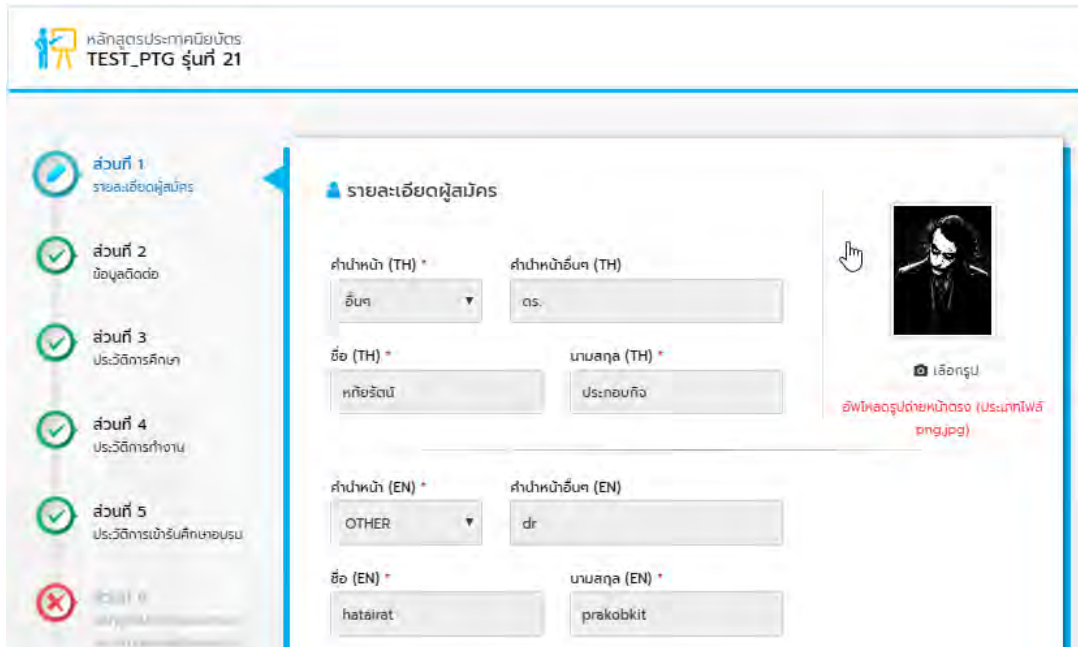 หลักสูตรประกาศนียบัตร
TEST_PTG รุ่นที่ 21
ส่วนที่ 1
รายละเอียดผู้สมัคร
ส่วนที่ 2
ข้อมูลติดต่อ
ส่วนที่ 3
ประวัติการศึกษา
ส่วนที่ 4
ประวัติการทำงาน
ส่วนที่ 5
ประวัติการเข้ารับศึกษาอบรม
รายละเอียดผู้สมัคร
คำนำหน้า (TH) *
คำนำหน้าอื่นๆ (TH)
อื่นๆ
ดร.
ชื่อ (TH) *
นามสกุล (TH) *
หทัยรัตน์
ประกอบกิจ
เลือกรูป
อัพโหลดรูปถ่ายหน้าตรง (ประเภทไฟล์
png,jpg)
คำนำหน้า (EN) *
คำนำหน้าอื่นๆ (EN)
OTHER
dr
ชื่อ (EN) *
นามสกุล (EN) *
hatairat
prakobkit